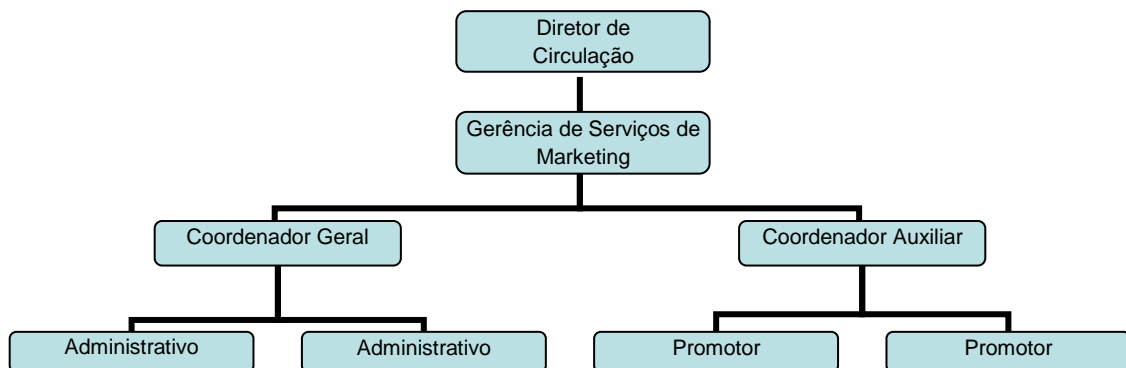 Diretor de
Circulação
Gerência de Serviços de
Marketing
Coordenador Geral
Coordenador Auxiliar
Administrativo
Administrativo
Promotor
Promotor